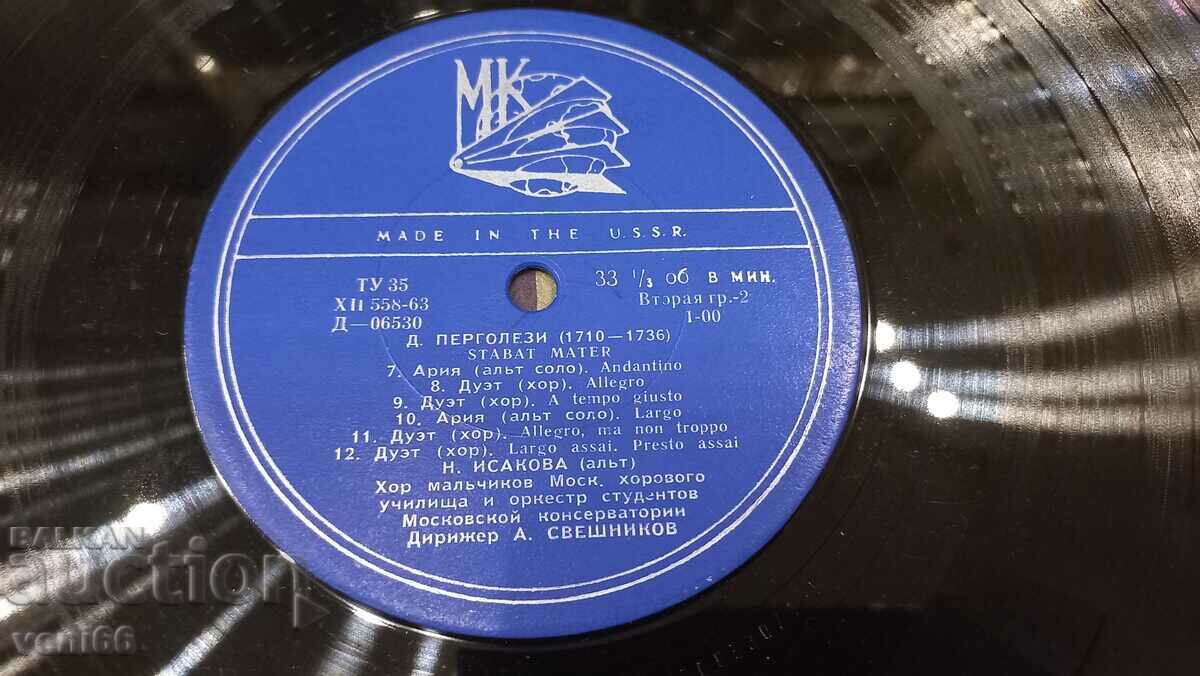 МК
MADE IN THE U.S.S.R.
ТУ 35
ХП 558-63
Д—06530
33 1/3 об в мин.
Вторая гр.-2
1-00
Д. ПЕРГОЛЕЗИ (1710—1736)
STABAT MATER
7. Ария (альт соло). Andantino
8. Дуэт (хор). Allegro
9. Дуэт (хор). A tempo giusto
10. Ария (альт соло). Largo
11. Дуэт (хор). Allegro, ma non troppo
12. Дуэт (хор). Largo assai. Presto assai
Н. ИСАКОВА (альт)
Хор мальчиков Моск. хорового
училища и оркестр студентов
Московской консерватории
Дирижер А. СВЕШНИКОВ
BALKAN
auction
veni66